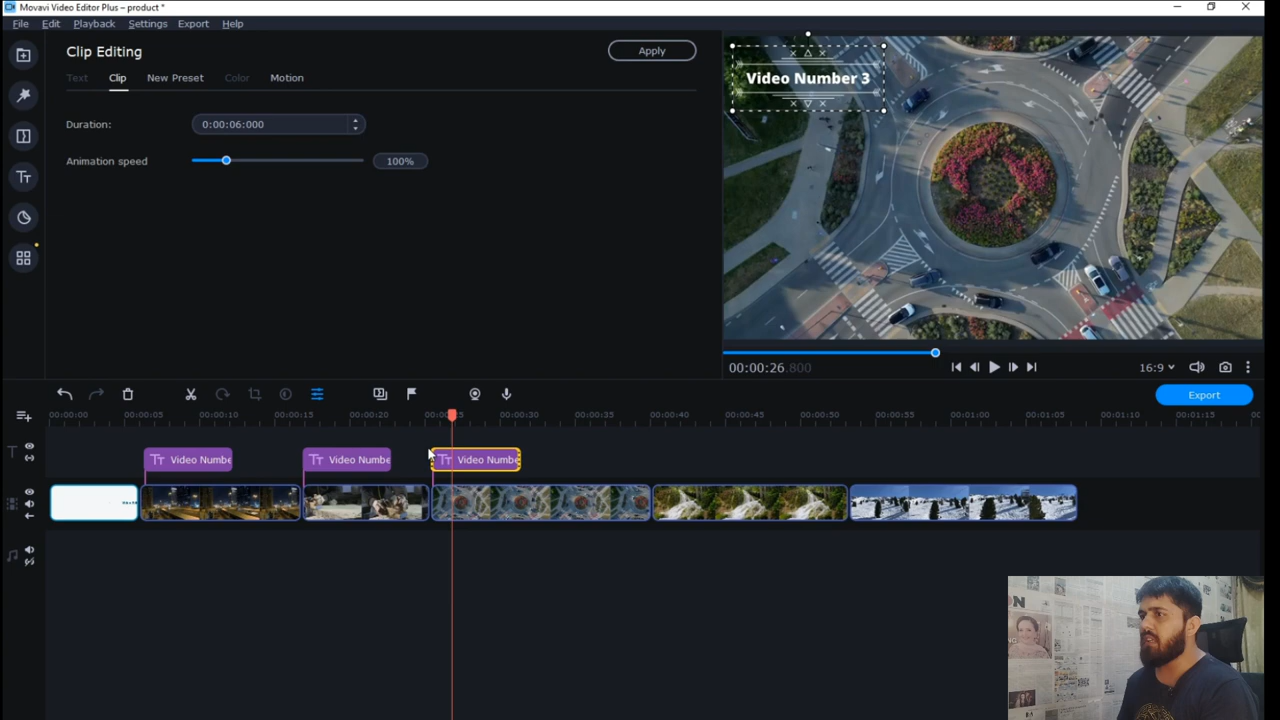 Movavi Video Editor Plus – product *
File Edit Playback Settings Export Help
Clip Editing
Apply
Text Clip New Preset Color Motion
Duration: 0:00:06:000
Animation speed 100%
Video Number 3
00:00:26.800
16:9
Export
00:00:00 00:00:05 00:00:10 00:00:15 00:00:20 00:00:30 00:00:35 00:00:40 00:00:45 00:00:50 00:00:55 00:01:00 00:01:05 00:01:10 00:01:15
Tt Video Numbe Tt Video Numbe Tt Video Numbe
ON